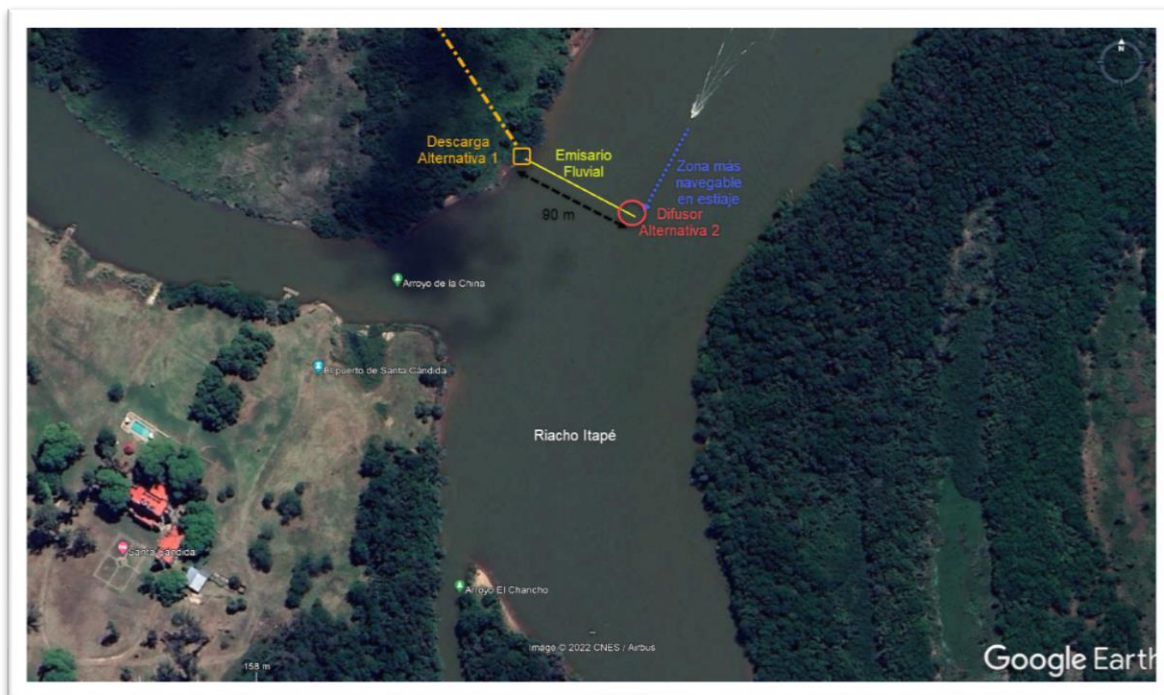 N
Descarga
Alternativa 1
Emisario
Fluvial
Zona más
navegable
en estiaje
90 m
Difusor
Alternativa 2
Arroyo de la China
El puerto de Santa Cándida
Riacho Itapé
Santa Cándida
Arroyo El Chancho
Image © 2022 CNES / Airbus
158 m
Google Earth